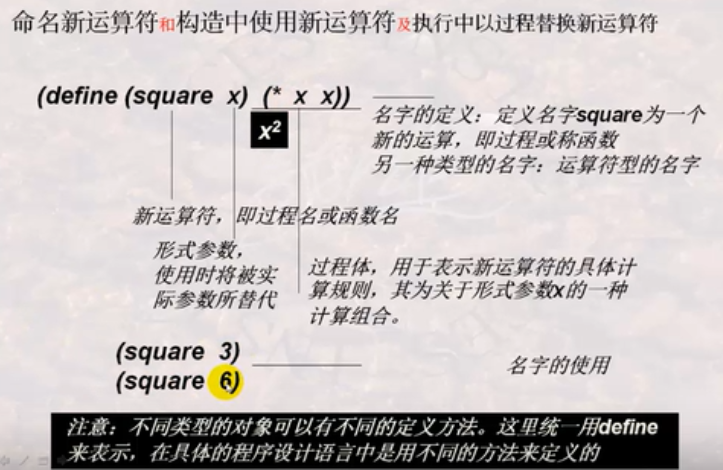 命名新运算符和构造中使用新运算符及执行中以过程替换新运算符
(define (square x) (* x x))
x²
名字的定义：定义名字square为一个
新的运算，即过程或称函数
另一种类型的名字：运算符型的名字
新运算符，即过程名或函数名
形式参数，
使用时将被实
际参数所替代
过程体，用于表示新运算符的具体计
算规则，其为关于形式参数x的一种
计算组合。
(square 3)
(square 6)
名字的使用
注意：不同类型的对象可以有不同的定义方法。这里统一用define
来表示，在具体的程序设计语言中是用不同的方法来定义的